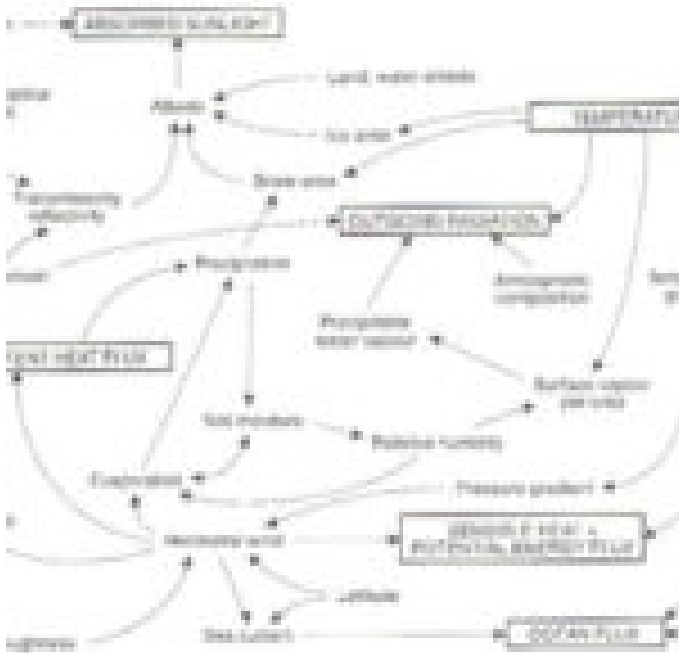 ABSORBED SUNLIGHT
Land, water albedo
Albedo
Ice area
TEMPERATU
Snow area
Transmissivity
reflectivity
OUTGOING RADIATION
Precipitation
Atmospheric
composition
Precipitable
water vapour
HEAT FLUX
Surface vapour
Soil moisture
Relative humidity
Evaporation
Pressure gradient
Horizontal wind
SENSIBLE HEAT +
POTENTIAL ENERGY FLUX
Latitude
Sea current
OCEAN FLUX